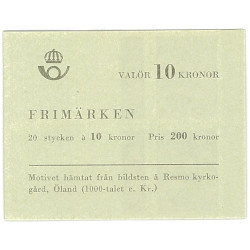 VALÖR 10 KRONOR
FRIMÄRKEN
20 stycken à 10 kronor Pris 200 kronor
Motivet hämtat från bildsten å Resmo kyrko-
gård, Öland (1000-talet e. Kr.)